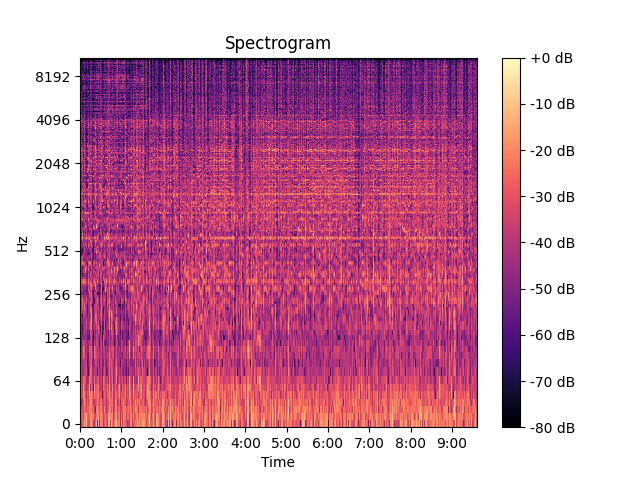 Spectrogram
8192
4096
2048
1024
512
256
128
64
0
Hz
0:00 1:00 2:00 3:00 4:00 5:00 6:00 7:00 8:00 9:00
Time
+0 dB
-10 dB
-20 dB
-30 dB
-40 dB
-50 dB
-60 dB
-70 dB
-80 dB